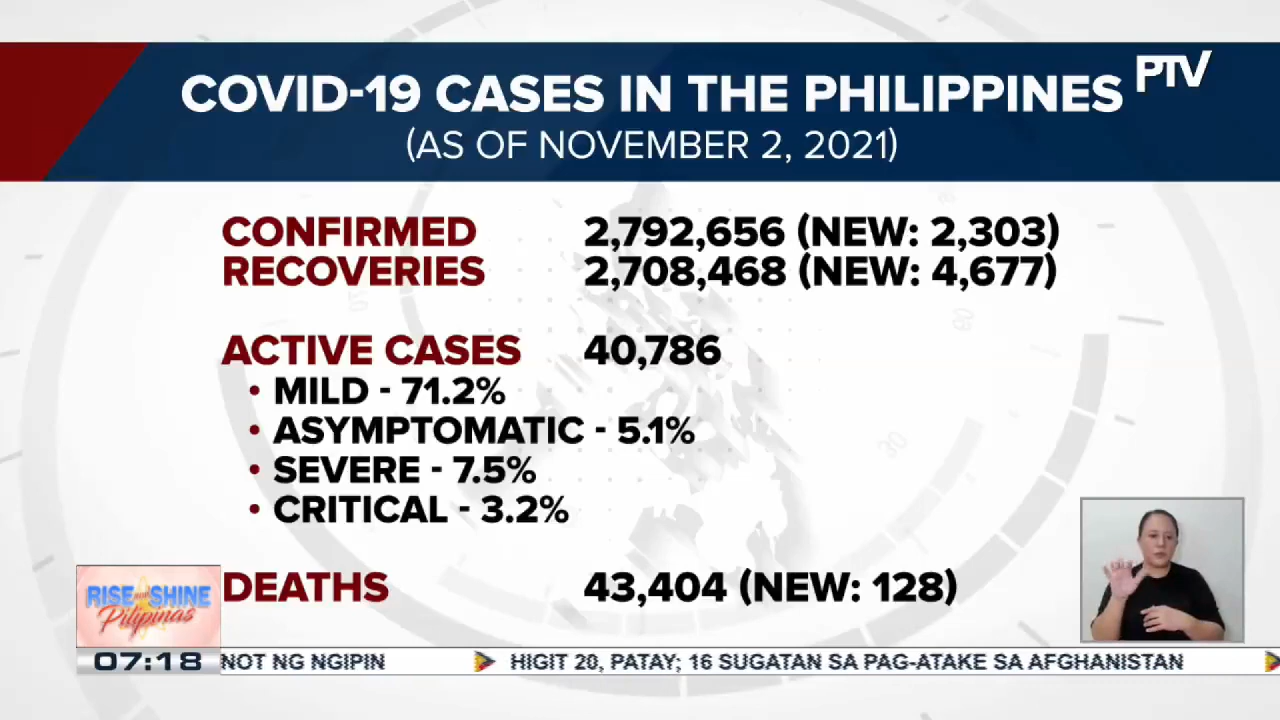 PTV
COVID-19 CASES IN THE PHILIPPINES
(AS OF NOVEMBER 2, 2021)
CONFIRMED 2,792,656 (NEW: 2,303)
RECOVERIES 2,708,468 (NEW: 4,677)
ACTIVE CASES 40,786
• MILD - 71.2%
• ASYMPTOMATIC - 5.1%
• SEVERE - 7.5%
• CRITICAL - 3.2%
DEATHS 43,404 (NEW: 128)
RISE AND SHINE
Pilipinas
07:18 NOT NG NGIPIN HIGIT 20, PATAY; 16 SUGATAN SA PAG-ATAKE SA AFGHANISTAN
60
30